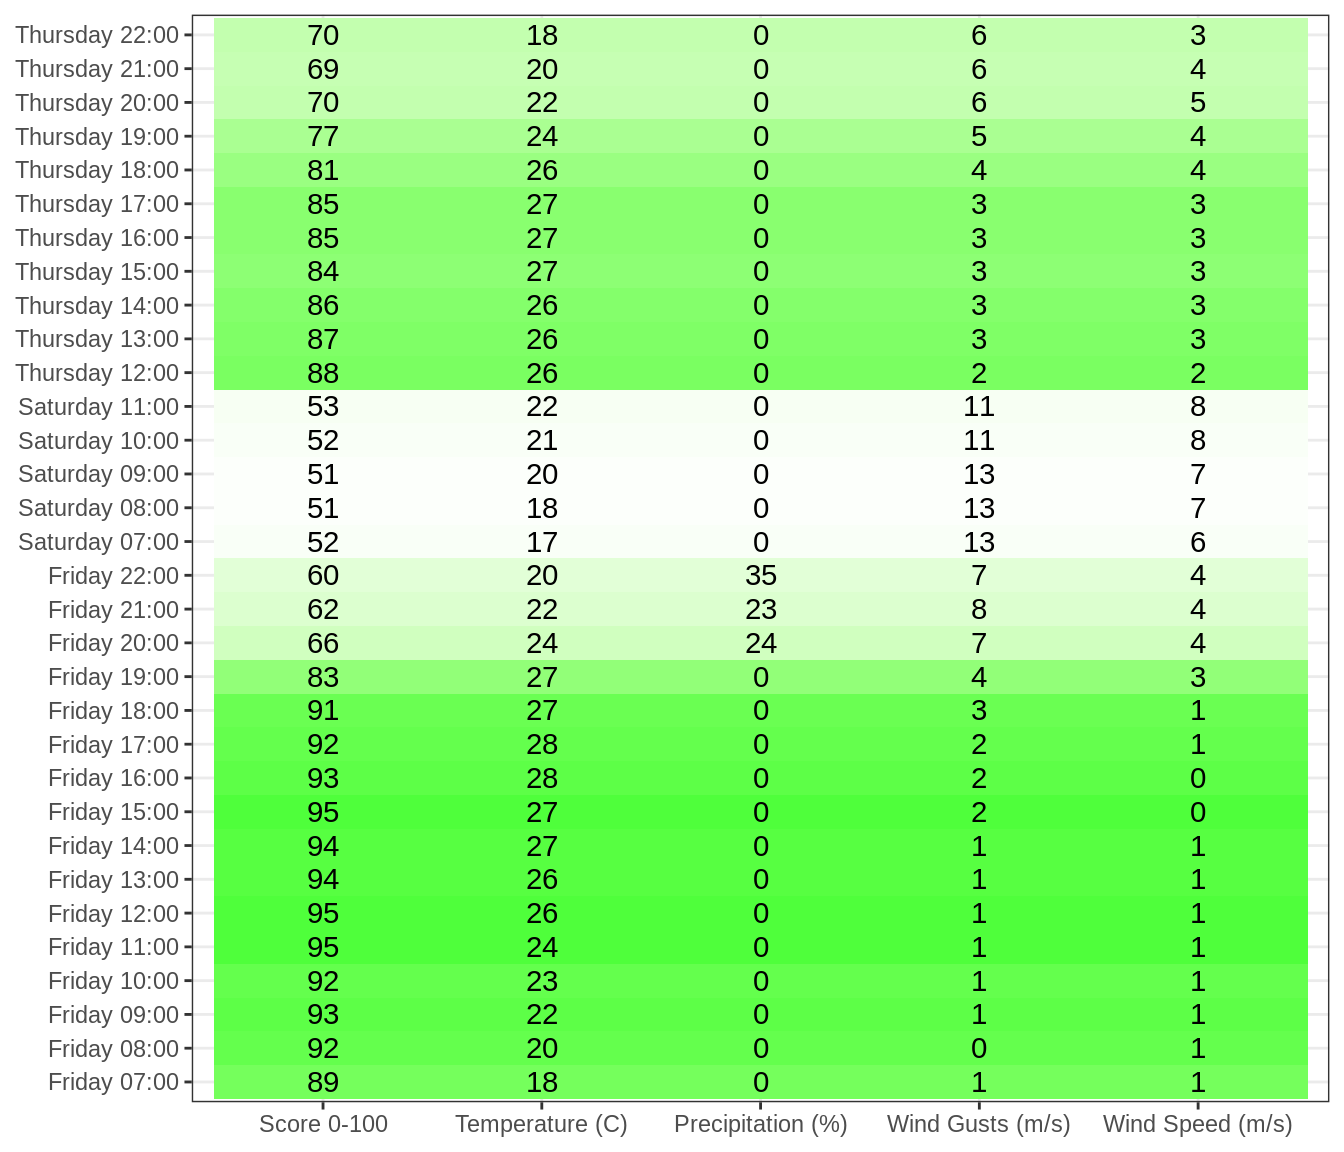 Thursday 22:00 70 18 0 6 3
Thursday 21:00 69 20 0 6 4
Thursday 20:00 70 22 0 6 5
Thursday 19:00 77 24 0 5 4
Thursday 18:00 81 26 0 4 4
Thursday 17:00 85 27 0 3 3
Thursday 16:00 85 27 0 3 3
Thursday 15:00 84 27 0 3 3
Thursday 14:00 86 26 0 3 3
Thursday 13:00 87 26 0 3 3
Thursday 12:00 88 26 0 2 2
Saturday 11:00 53 22 0 11 8
Saturday 10:00 52 21 0 11 8
Saturday 09:00 51 20 0 13 7
Saturday 08:00 51 18 0 13 7
Saturday 07:00 52 17 0 13 6
Friday 22:00 60 20 35 7 4
Friday 21:00 62 22 23 8 4
Friday 20:00 66 24 24 7 4
Friday 19:00 83 27 0 4 3
Friday 18:00 91 27 0 3 1
Friday 17:00 92 28 0 2 1
Friday 16:00 93 28 0 2 0
Friday 15:00 95 27 0 2 0
Friday 14:00 94 27 0 1 1
Friday 13:00 94 26 0 1 1
Friday 12:00 95 26 0 1 1
Friday 11:00 95 24 0 1 1
Friday 10:00 92 23 0 1 1
Friday 09:00 93 22 0 1 1
Friday 08:00 92 20 0 0 1
Friday 07:00 89 18 0 1 1
Score 0-100 Temperature (C) Precipitation (%) Wind Gusts (m/s) Wind Speed (m/s)